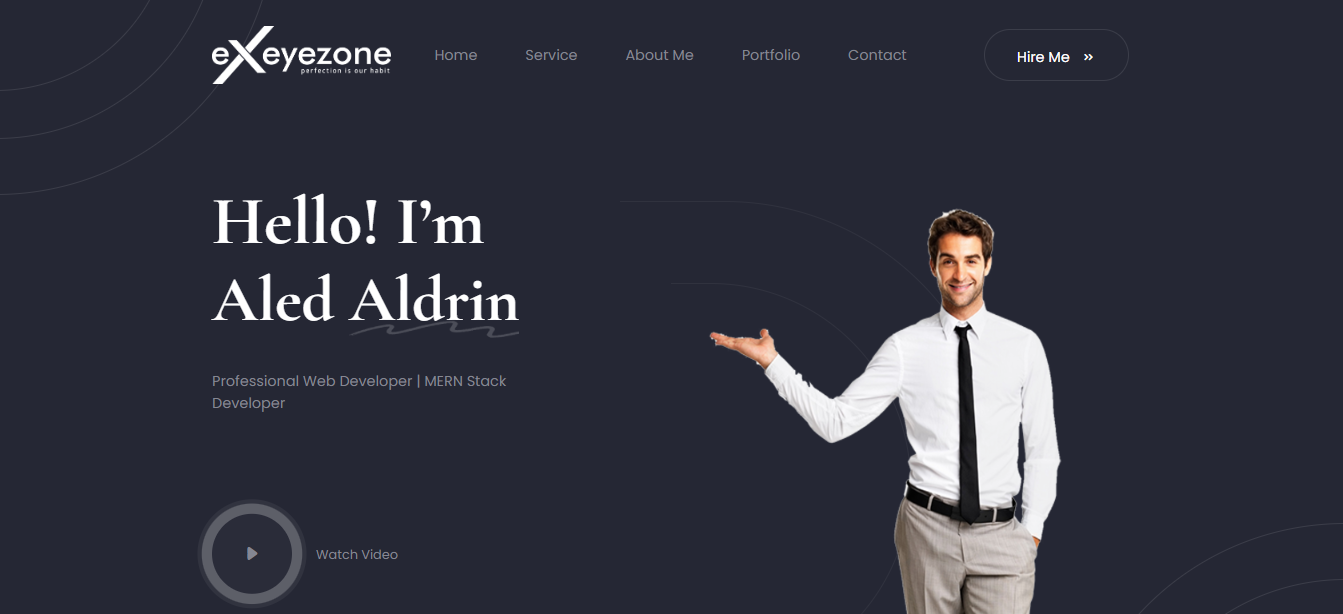 eXeyezone
perfection is our habit
Home
Service
About Me
Portfolio
Contact
Hire Me »
Hello! I’m
Aled Aldrin
Professional Web Developer | MERN Stack
Developer
Watch Video